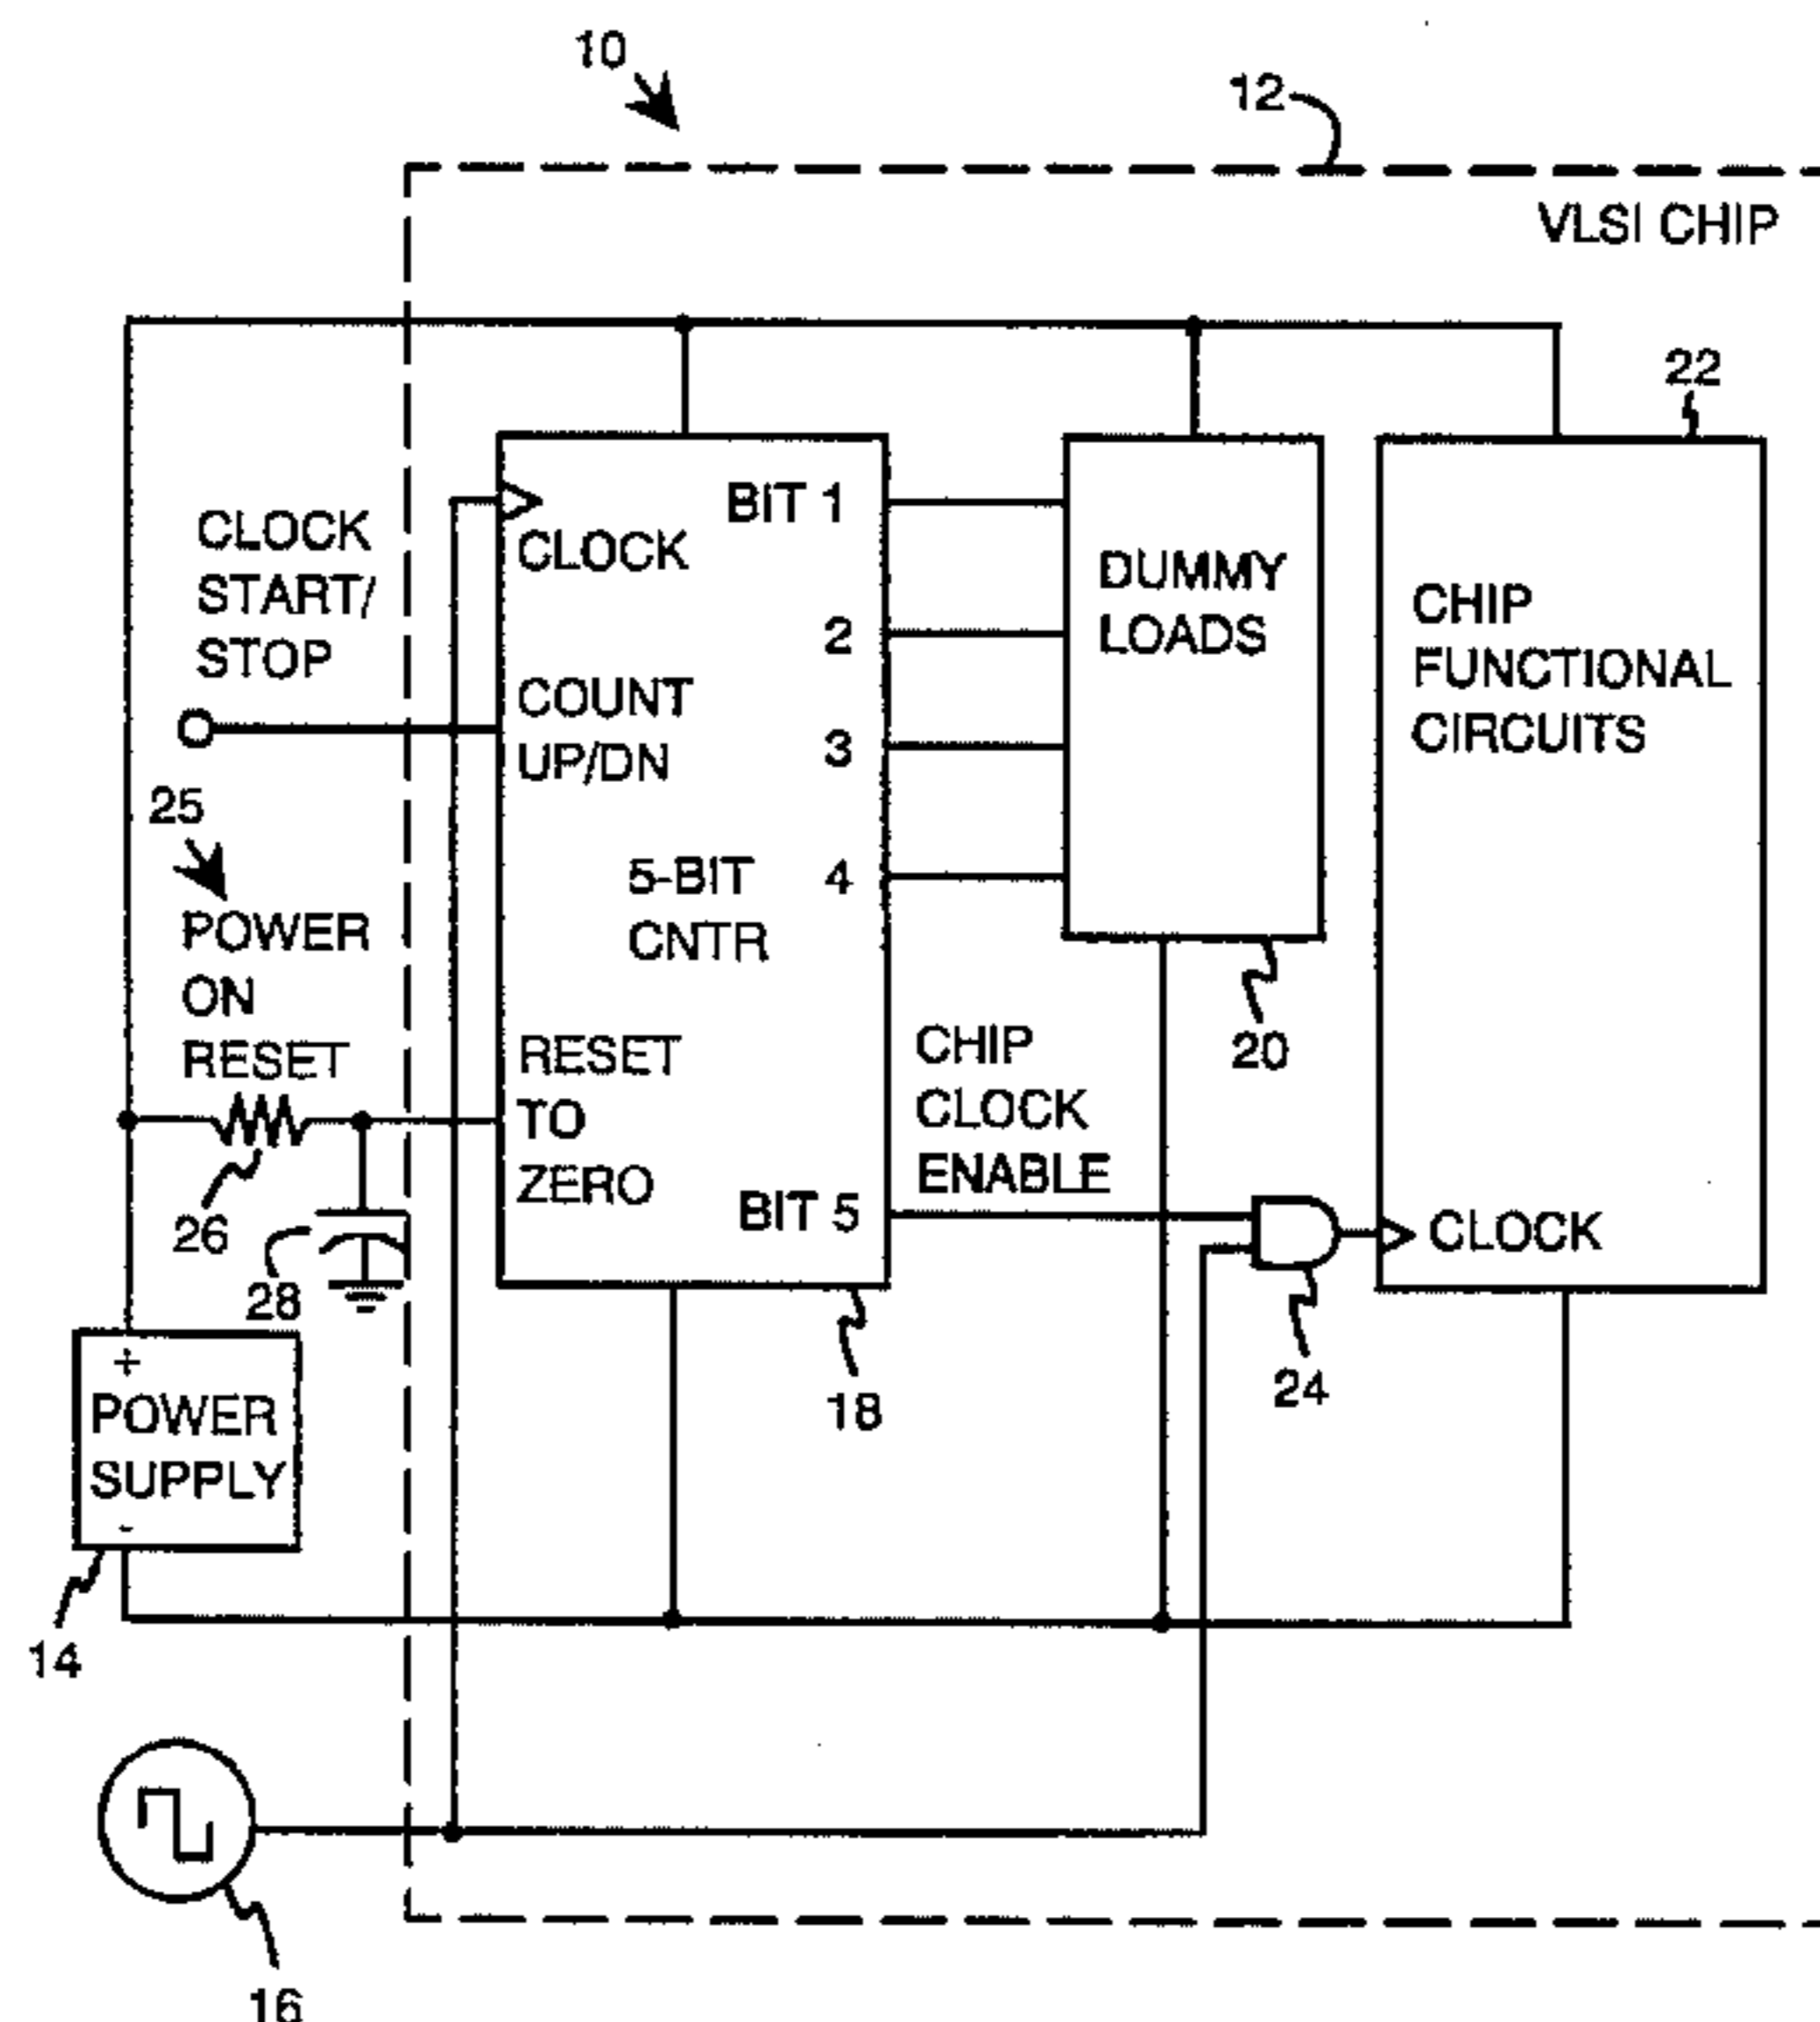 10
12
VLSI CHIP
22
CLOCK
START/
STOP
CLOCK
BIT 1
2
3
4
COUNT
UP/DN
5-BIT
CNTR
DUMMY
LOADS
CHIP
FUNCTIONAL
CIRCUITS
25
POWER
ON
RESET
RESET
TO
ZERO
BIT 5
CHIP
CLOCK
ENABLE
20
26
28
CLOCK
24
18
+
POWER
SUPPLY
-
14
16